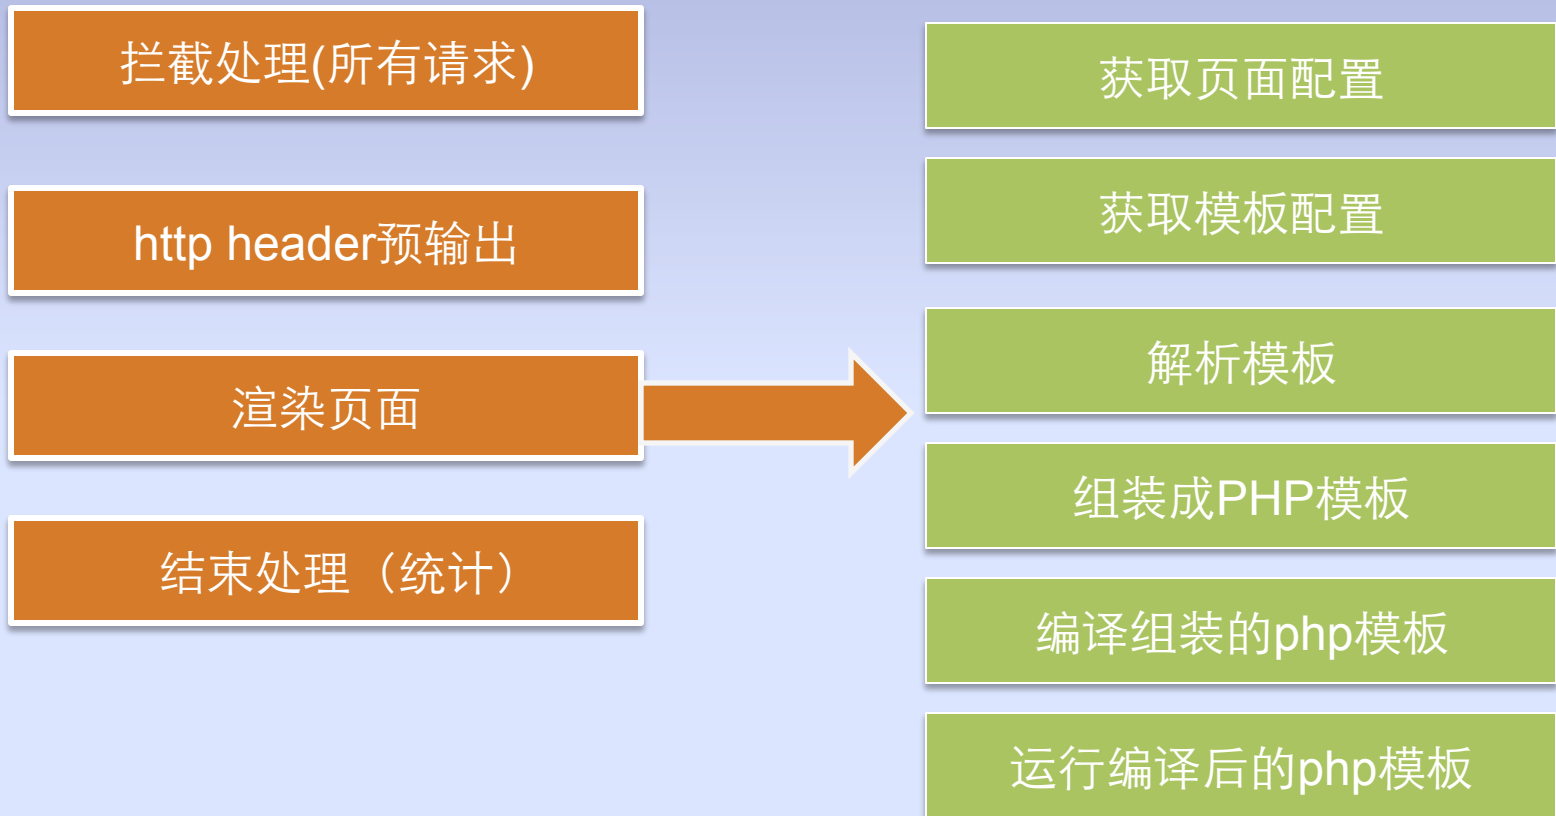 拦截处理(所有请求)
http header预输出
渲染页面
结束处理（统计）
获取页面配置
获取模板配置
解析模板
组装成PHP模板
编译组装的php模板
运行编译后的php模板